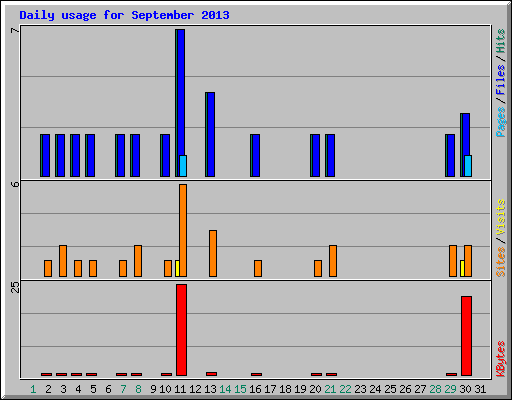 Daily usage for September 2013
7
6
25
Pages / Files / Hits
Sites / Visits
KBytes
1 2 3 4 5 6 7 8 9 10 11 12 13 14 15 16 17 18 19 20 21 22 23 24 25 26 27 28 29 30 31